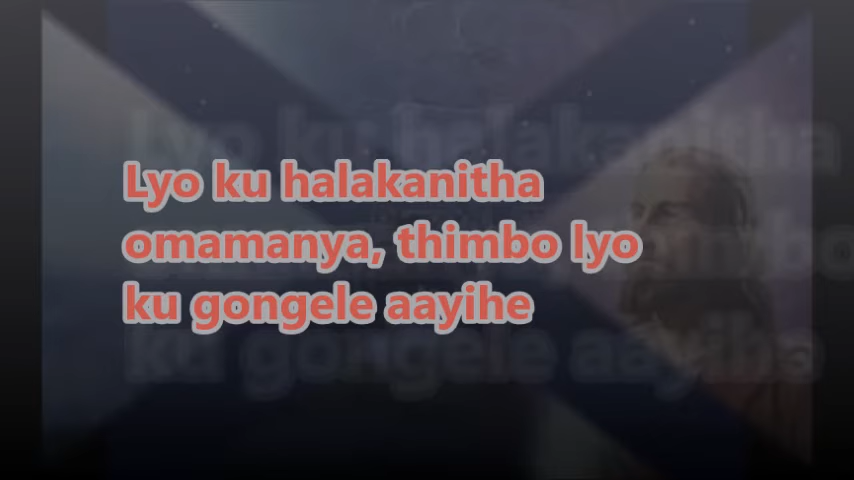 Lyo ku halakanitha
omamanya, thimbo lyo
ku gongele aayihe